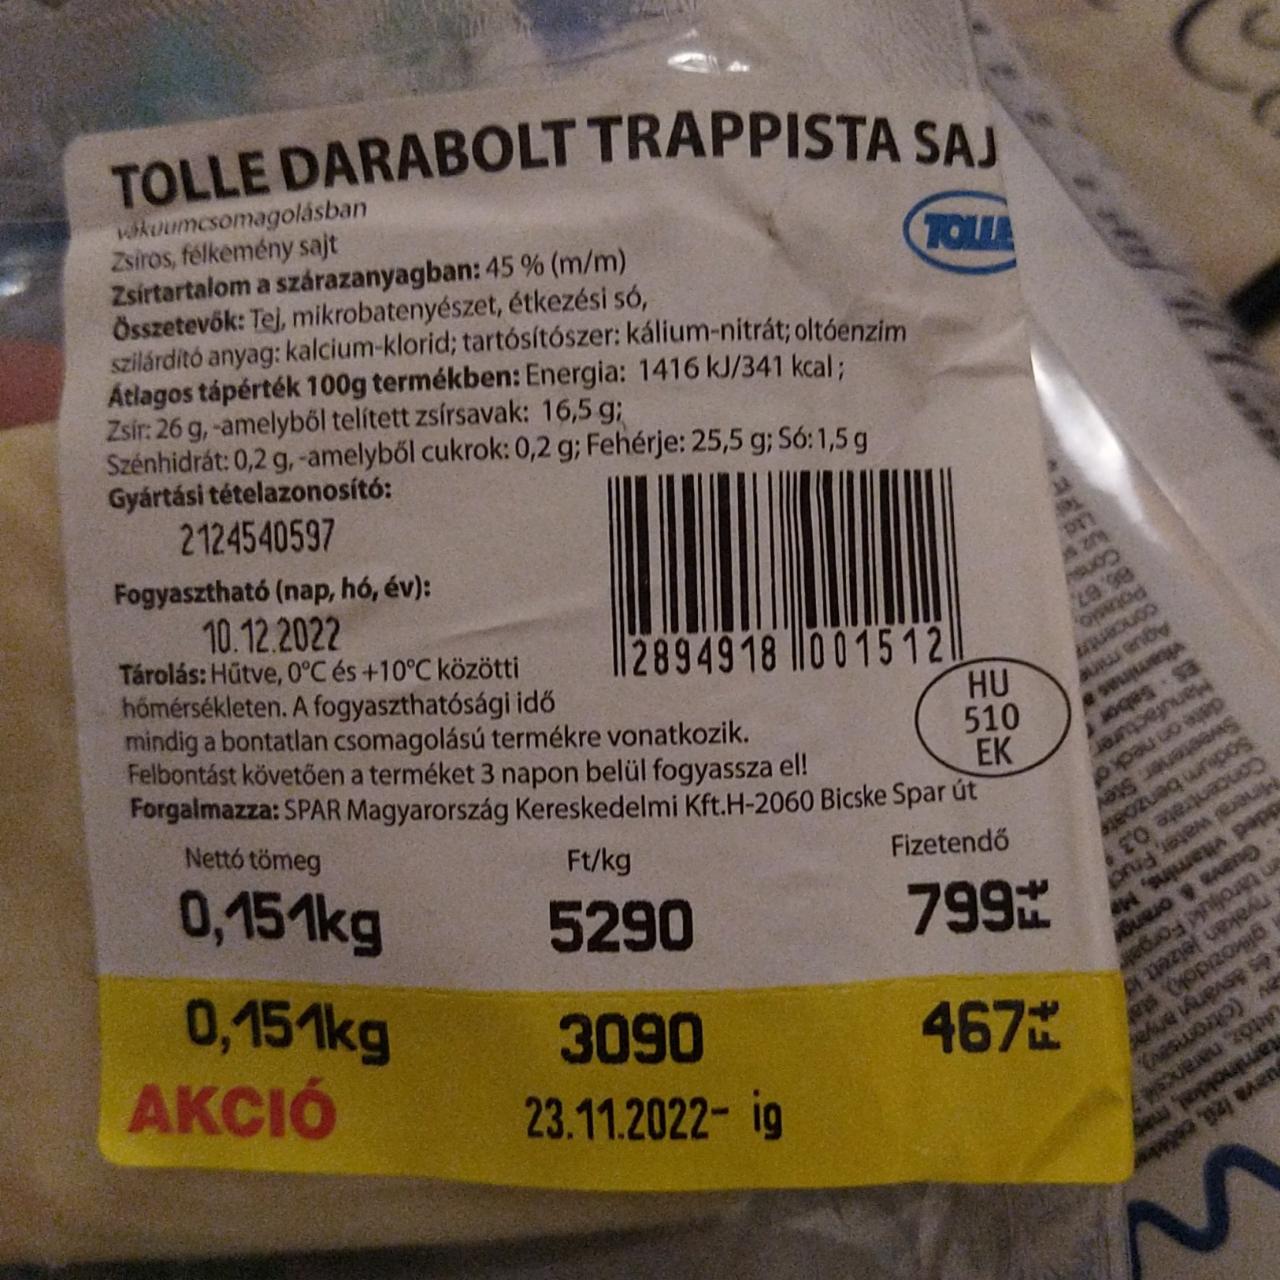 TOLLE DARABOLT TRAPPISTA SAJ
vákuumcsomagolásban
Zsíros, félkemény sajt
TOLLE
Zsírtartalom a szárazanyagban: 45 % (m/m)
Összetevők: Tej, mikrobatenyészet, étkezési só,
szilárdító anyag: kalcium-klorid; tartósítószer: kálium-nitrát; oltóenzim
Átlagos tápérték 100g termékben: Energia: 1416 kJ/341 kcal ;
Zsír: 26 g, -amelyből telített zsírsavak: 16,5 g;
Szénhidrát: 0,2 g, -amelyből cukrok: 0,2 g; Fehérje: 25,5 g; Só: 1,5 g
Gyártási tételazonosító:
2124540597
Fogyasztható (nap, hó, év):
10.12.2022
2894918 001512
Tárolás: Hűtve, 0°C és +10°C közötti
hőmérsékleten. A fogyaszthatósági idő
mindig a bontatlan csomagolású termékre vonatkozik.
Felbontást követően a terméket 3 napon belül fogyassza el!
HU
510
EK
Forgalmazza: SPAR Magyarország Kereskedelmi Kft.H-2060 Bicske Spar út
Nettó tömeg Ft/kg Fizetendő
0,151kg 5290 799Ft
0,151kg 3090 467Ft
AKCIÓ 23.11.2022- ig